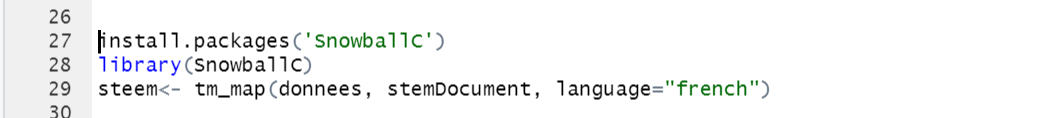 26
27 install.packages('SnowballC')
28 library(SnowballC)
29 steem<- tm_map(donnees, stemDocument, language="french")
30